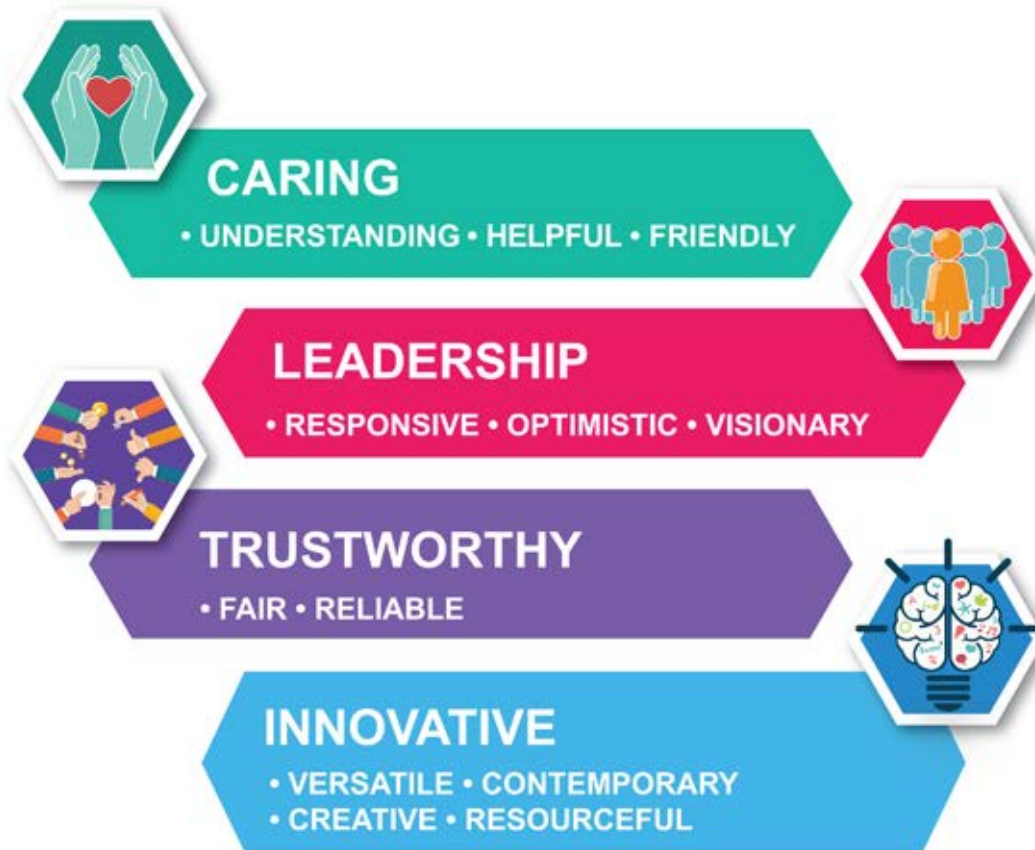 CARING
• UNDERSTANDING • HELPFUL • FRIENDLY
LEADERSHIP
• RESPONSIVE • OPTIMISTIC • VISIONARY
TRUSTWORTHY
• FAIR • RELIABLE
INNOVATIVE
• VERSATILE • CONTEMPORARY
• CREATIVE • RESOURCEFUL